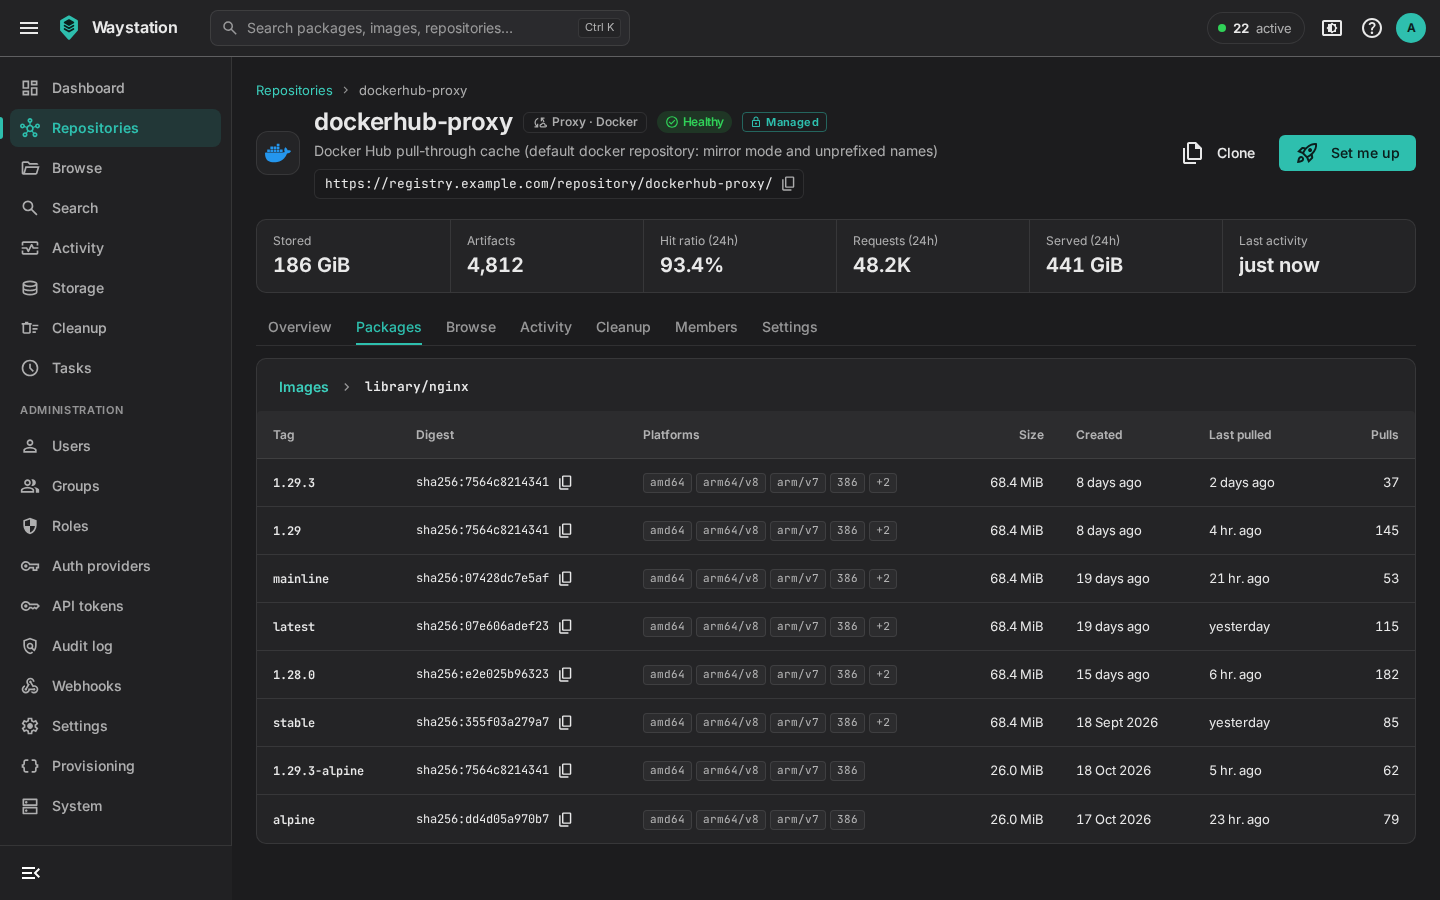 Waystation
Search packages, images, repositories...
Ctrl K
22 active
A
Dashboard
Repositories
Browse
Search
Activity
Storage
Cleanup
Tasks
ADMINISTRATION
Users
Groups
Roles
Auth providers
API tokens
Audit log
Webhooks
Settings
Provisioning
System
Repositories > dockerhub-proxy
dockerhub-proxy
Proxy · Docker
Healthy
Managed
Docker Hub pull-through cache (default docker repository: mirror mode and unprefixed names)
https://registry.example.com/repository/dockerhub-proxy/
Clone
Set me up
Stored
186 GiB
Artifacts
4,812
Hit ratio (24h)
93.4%
Requests (24h)
48.2K
Served (24h)
441 GiB
Last activity
just now
Overview Packages Browse Activity Cleanup Members Settings
Images > library/nginx
Tag Digest Platforms Size Created Last pulled Pulls
1.29.3 sha256:7564c8214341 amd64 arm64/v8 arm/v7 386 +2 68.4 MiB 8 days ago 2 days ago 37
1.29 sha256:7564c8214341 amd64 arm64/v8 arm/v7 386 +2 68.4 MiB 8 days ago 4 hr. ago 145
mainline sha256:07428dc7e5af amd64 arm64/v8 arm/v7 386 +2 68.4 MiB 19 days ago 21 hr. ago 53
latest sha256:07e606adef23 amd64 arm64/v8 arm/v7 386 +2 68.4 MiB 19 days ago yesterday 115
1.28.0 sha256:e2e025b96323 amd64 arm64/v8 arm/v7 386 +2 68.4 MiB 15 days ago 6 hr. ago 182
stable sha256:355f03a279a7 amd64 arm64/v8 arm/v7 386 +2 68.4 MiB 18 Sept 2026 yesterday 85
1.29.3-alpine sha256:7564c8214341 amd64 arm64/v8 arm/v7 386 26.0 MiB 18 Oct 2026 5 hr. ago 62
alpine sha256:dd4d05a970b7 amd64 arm64/v8 arm/v7 386 26.0 MiB 17 Oct 2026 23 hr. ago 79